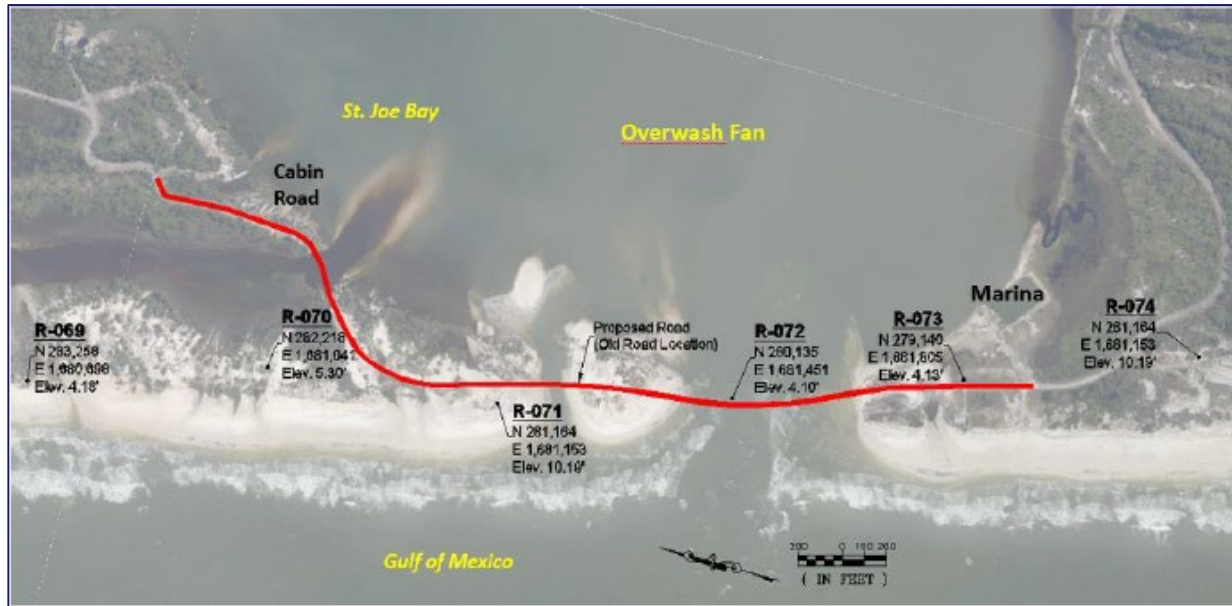 St. Joe Bay
Overwash Fan
Cabin
Road
Marina
R-069
N 283,258
E 1,680,698
Elev. 4.18'
R-070
N 282,218
E 1,681,041
Elev. 5.30'
R-071
N 281,164
E 1,681,153
Elev. 10.19'
Proposed Road
(Old Road Location)
R-072
N 280,135
E 1,681,451
Elev. 4.10'
R-073
N 279,140
E 1,681,605
Elev. 4.13'
R-074
N 281,164
E 1,681,153
Elev. 10.19'
Gulf of Mexico
200 0 100 200
( IN FEET )